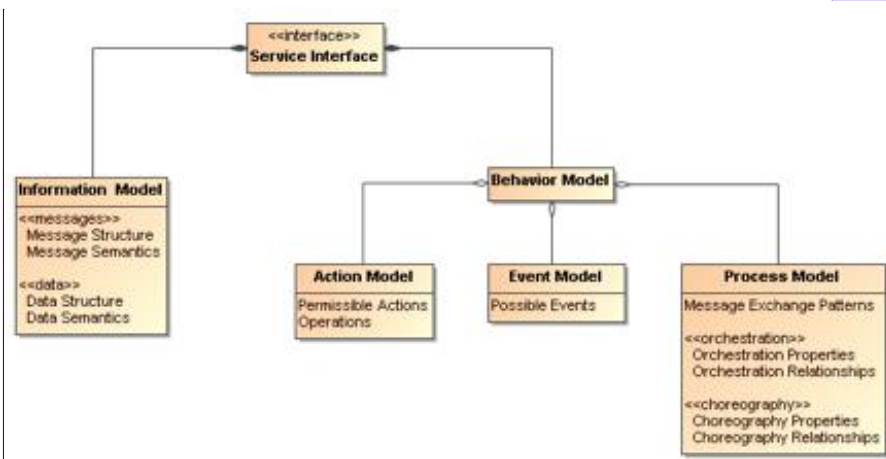 <<interface>>
Service Interface
Information Model
<<messages>>
Message Structure
Message Semantics
<<data>>
Data Structure
Data Semantics
Behavior Model
Action Model
Permissible Actions
Operations
Event Model
Possible Events
Process Model
Message Exchange Patterns
<<orchestration>>
Orchestration Properties
Orchestration Relationships
<<choreography>>
Choreography Properties
Choreography Relationships